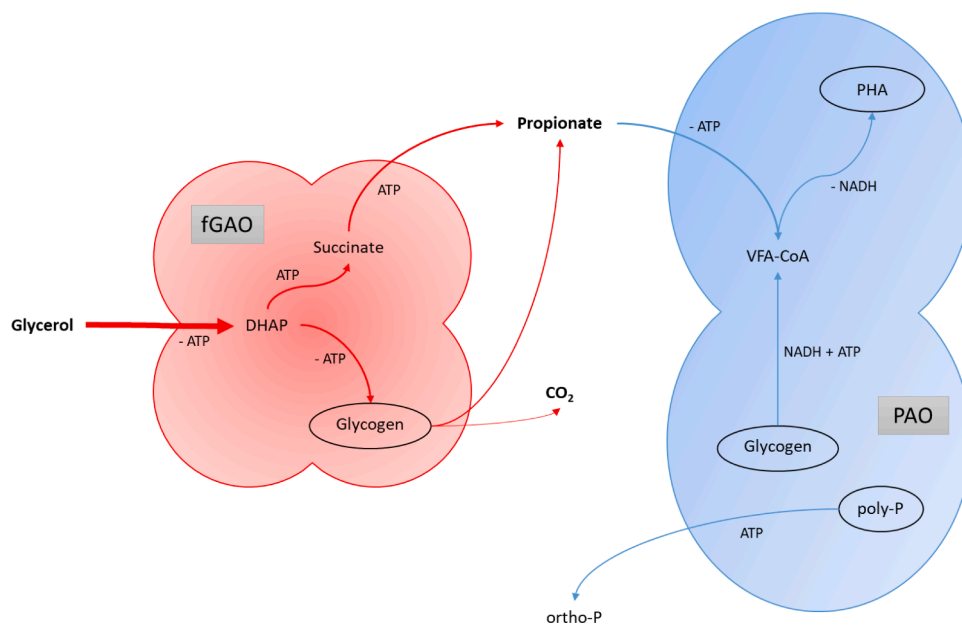 PHA
Propionate
- ATP
ATP
- NADH
fGAO
Succinate
VFA-CoA
ATP
Glycerol
DHAP
- ATP
- ATP
NADH + ATP
CO₂
Glycogen
PAO
Glycogen
poly-P
ATP
ortho-P